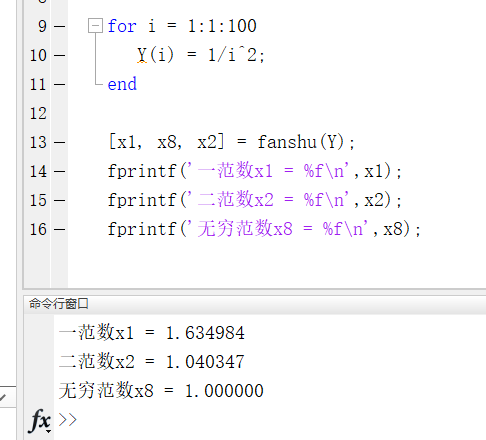 9 — for i = 1:1:100
10 — Y(i) = 1/i^2;
11 — end
12
13 — [x1, x8, x2] = fanshu(Y);
14 — fprintf('一范数x1 = %f\n',x1);
15 — fprintf('二范数x2 = %f\n',x2);
16 — fprintf('无穷范数x8 = %f\n',x8);
命令行窗口
一范数x1 = 1.634984
二范数x2 = 1.040347
无穷范数x8 = 1.000000
fx >>